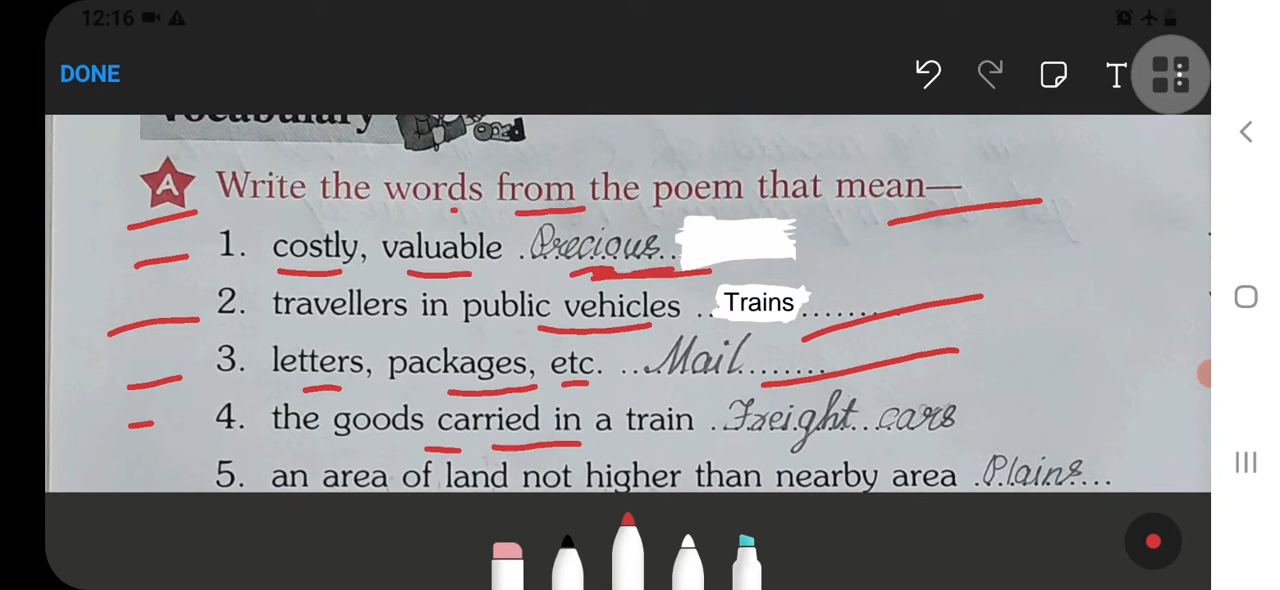 12:16
DONE
T
Vocabulary
A Write the words from the poem that mean—
1. costly, valuable .Precious..
2. travellers in public vehicles ..Trains........
3. letters, packages, etc. ..Mail.......
4. the goods carried in a train .Freight..cars
5. an area of land not higher than nearby area .Plains...